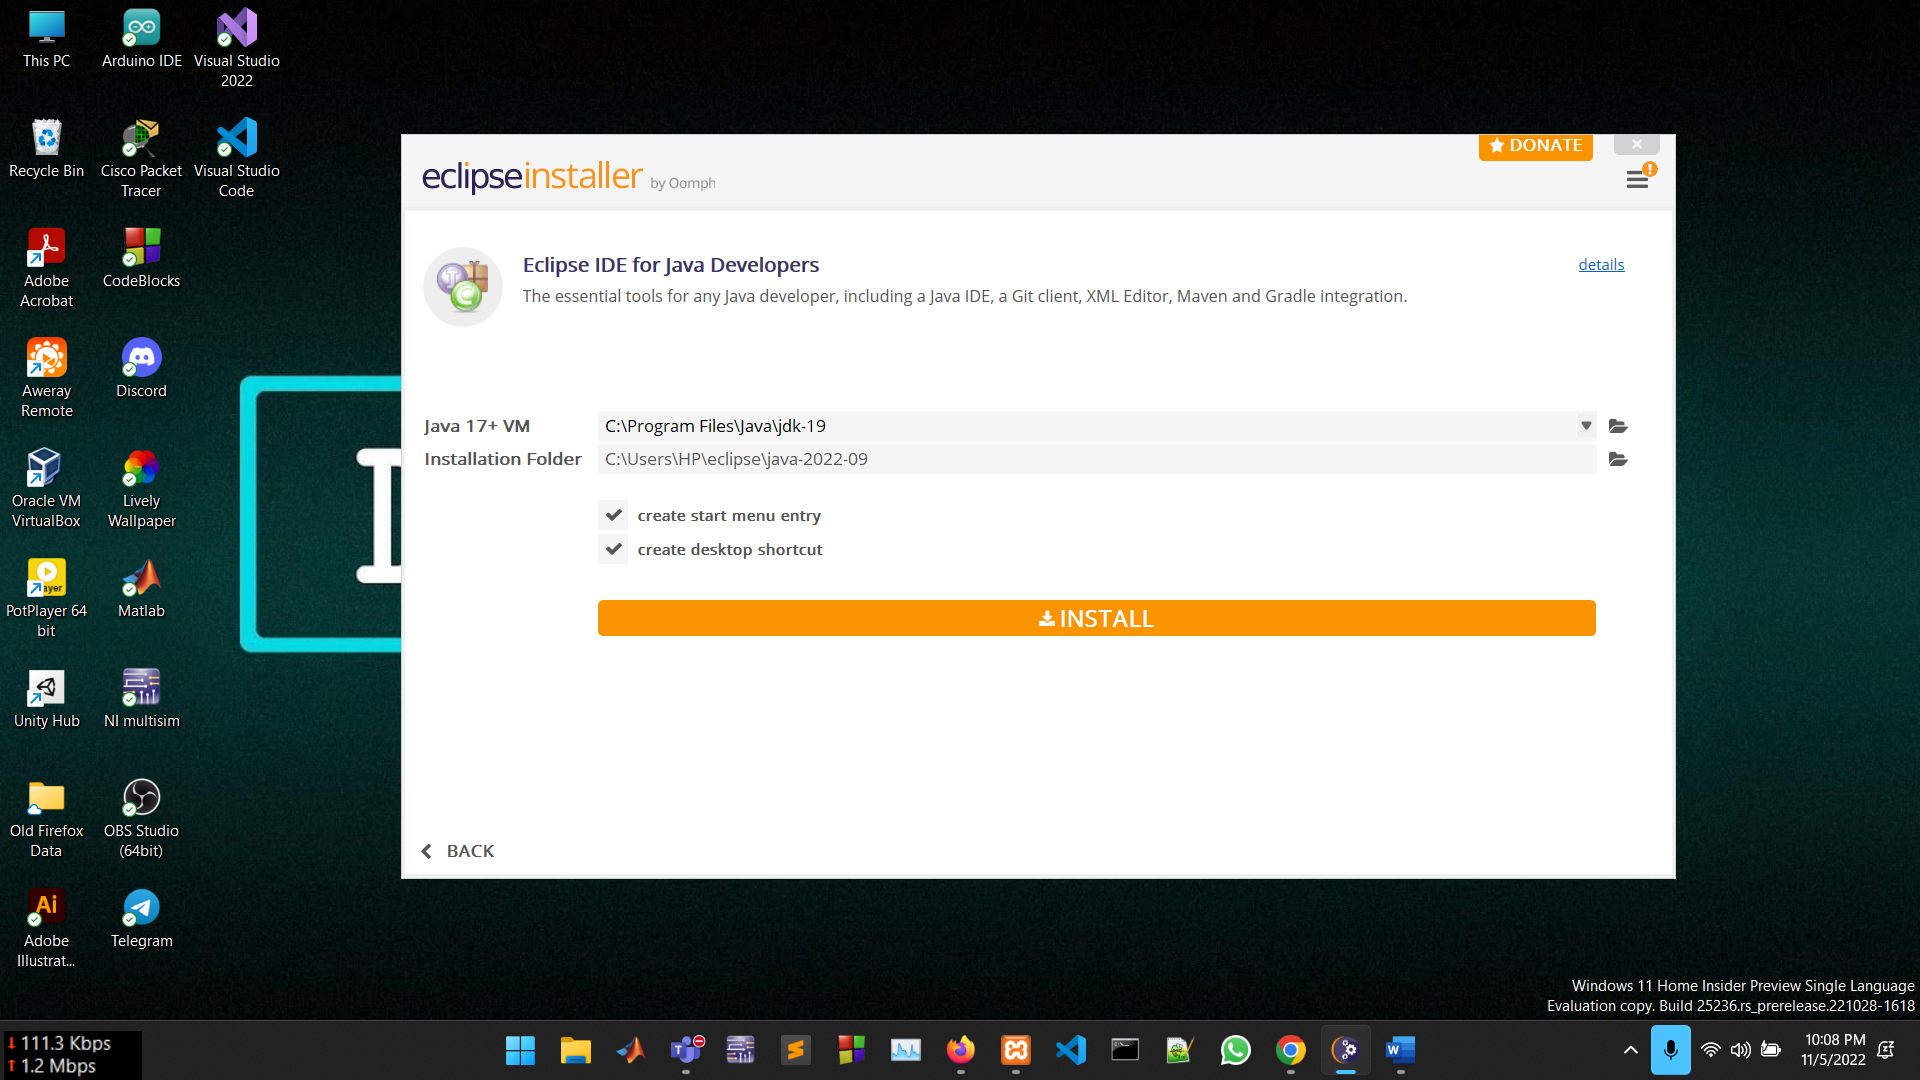 This PC
Arduino IDE
Visual Studio
2022
Recycle Bin
Cisco Packet
Tracer
Visual Studio
Code
Adobe
Acrobat
CodeBlocks
Aweray
Remote
Discord
Oracle VM
VirtualBox
Lively
Wallpaper
PotPlayer 64
bit
Matlab
Unity Hub
NI multisim
Old Firefox
Data
OBS Studio
(64bit)
Ai
Adobe
Illustrat...
Telegram
DONATE
eclipseinstaller by Oomph
Eclipse IDE for Java Developers
details
The essential tools for any Java developer, including a Java IDE, a Git client, XML Editor, Maven and Gradle integration.
Java 17+ VM
C:\Program Files\Java\jdk-19
Installation Folder
C:\Users\HP\eclipse\java-2022-09
create start menu entry
create desktop shortcut
INSTALL
BACK
Windows 11 Home Insider Preview Single Language
Evaluation copy. Build 25236.rs_prerelease.221028-1618
111.3 Kbps
1.2 Mbps
10:08 PM
11/5/2022